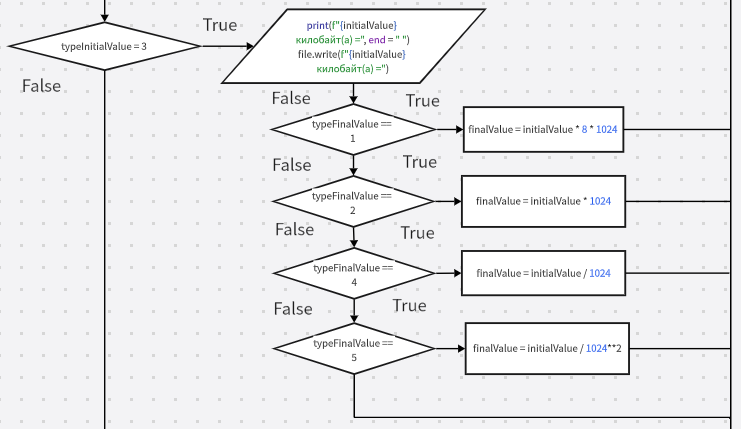 True
typeInitialValue = 3
print(f"{initialValue}
килобайт(а) =", end = " ")
file.write(f"{initialValue}
килобайт(а) =")
False
False
True
typeFinalValue ==
1
finalValue = initialValue * 8 * 1024
False
True
typeFinalValue ==
2
finalValue = initialValue * 1024
False
True
typeFinalValue ==
4
finalValue = initialValue / 1024
False
True
typeFinalValue ==
5
finalValue = initialValue / 1024**2